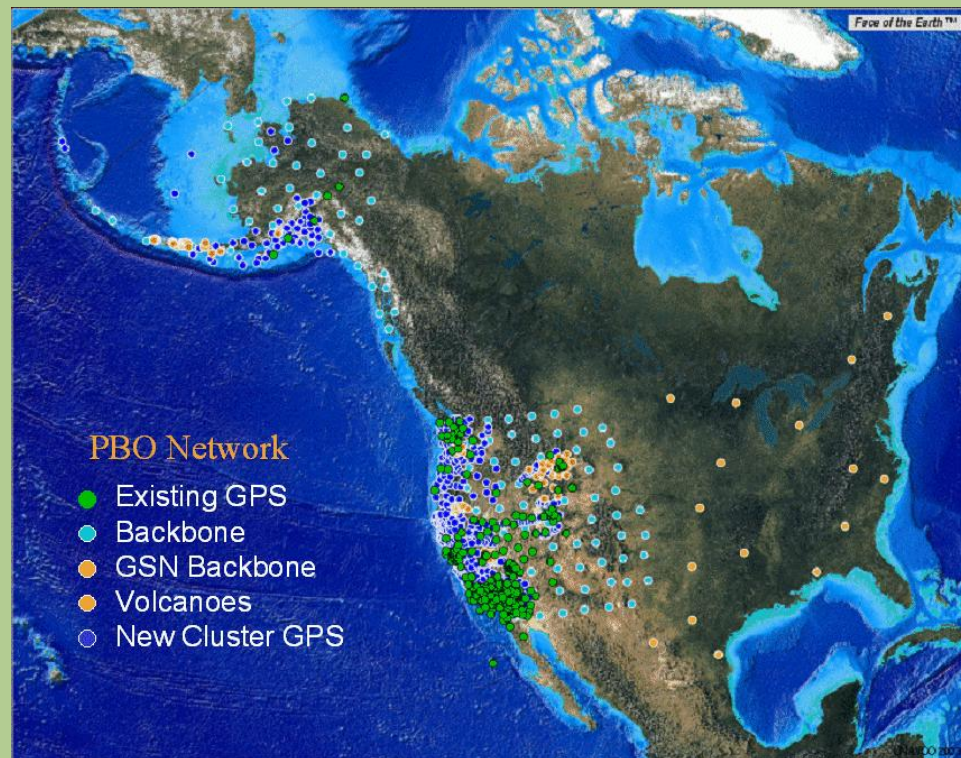 Face of the Earth™
PBO Network
Existing GPS
Backbone
GSN Backbone
Volcanoes
New Cluster GPS